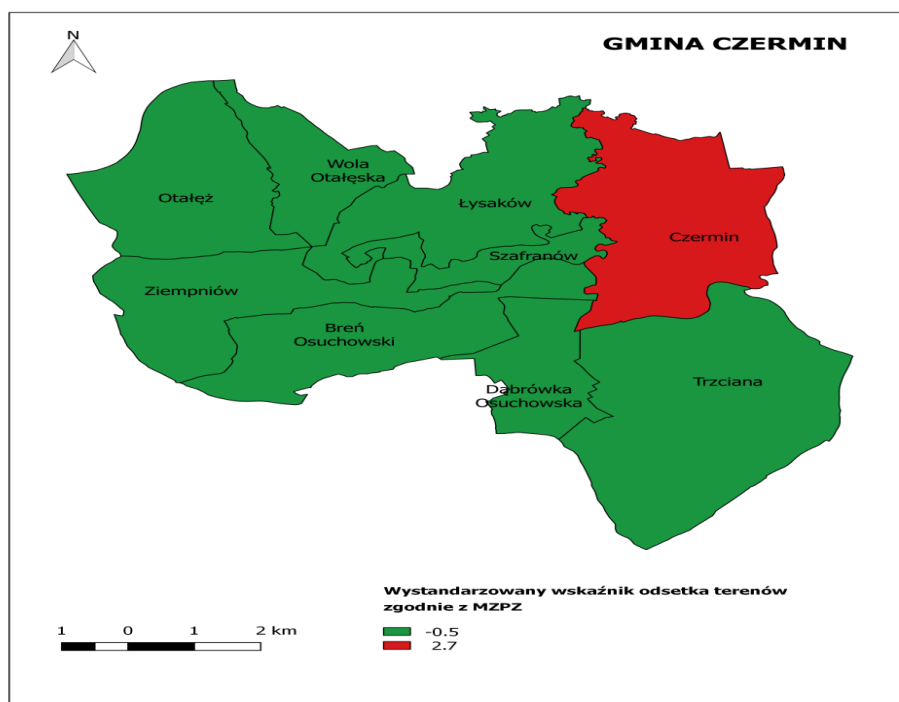 GMINA CZERMIN
N
Wola
Otałęska
Otałęż
Łysaków
Czermin
Szafranów
Ziempniów
Breń
Osuchowski
Trzciana
Dąbrówka
Osuchowska
Wystandarzowany wskaźnik odsetka terenów
zgodnie z MZPZ
-0.5
2.7
1 0 1 2 km